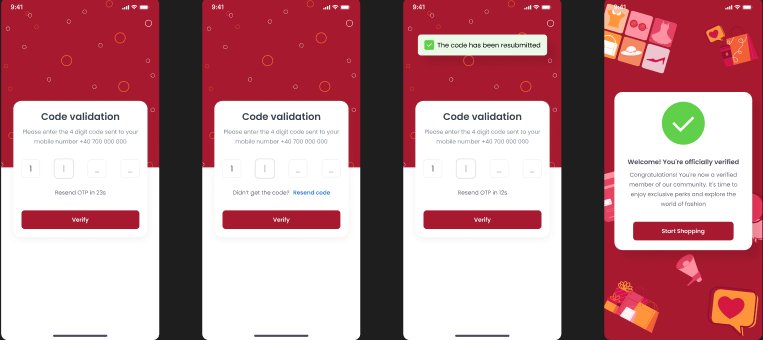 9:41
Code validation
Please enter the 4 digit code sent to your
mobile number +40 700 000 000
1 | _ _
Resend OTP in 23s
Verify
9:41
Code validation
Please enter the 4 digit code sent to your
mobile number +40 700 000 000
1 | _ _
Didn't get the code? Resend code
Verify
9:41
The code has been resubmitted
Code validation
Please enter the 4 digit code sent to your
mobile number +40 700 000 000
1 | _ _
Resend OTP in 12s
Verify
9:41
Welcome! You're officially verified
Congratulations! You're now a verified
member of our community. It's time to
enjoy exclusive perks and explore the
world of fashion
Start Shopping